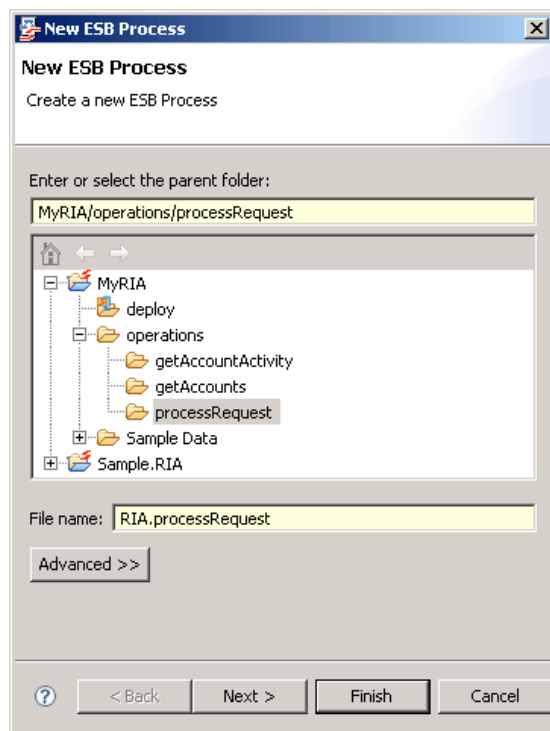 New ESB Process
New ESB Process
Create a new ESB Process
Enter or select the parent folder:
MyRIA/operations/processRequest
MyRIA
deploy
operations
getAccountActivity
getAccounts
processRequest
Sample Data
Sample.RIA
File name: RIA.processRequest
Advanced >>
? < Back Next > Finish Cancel